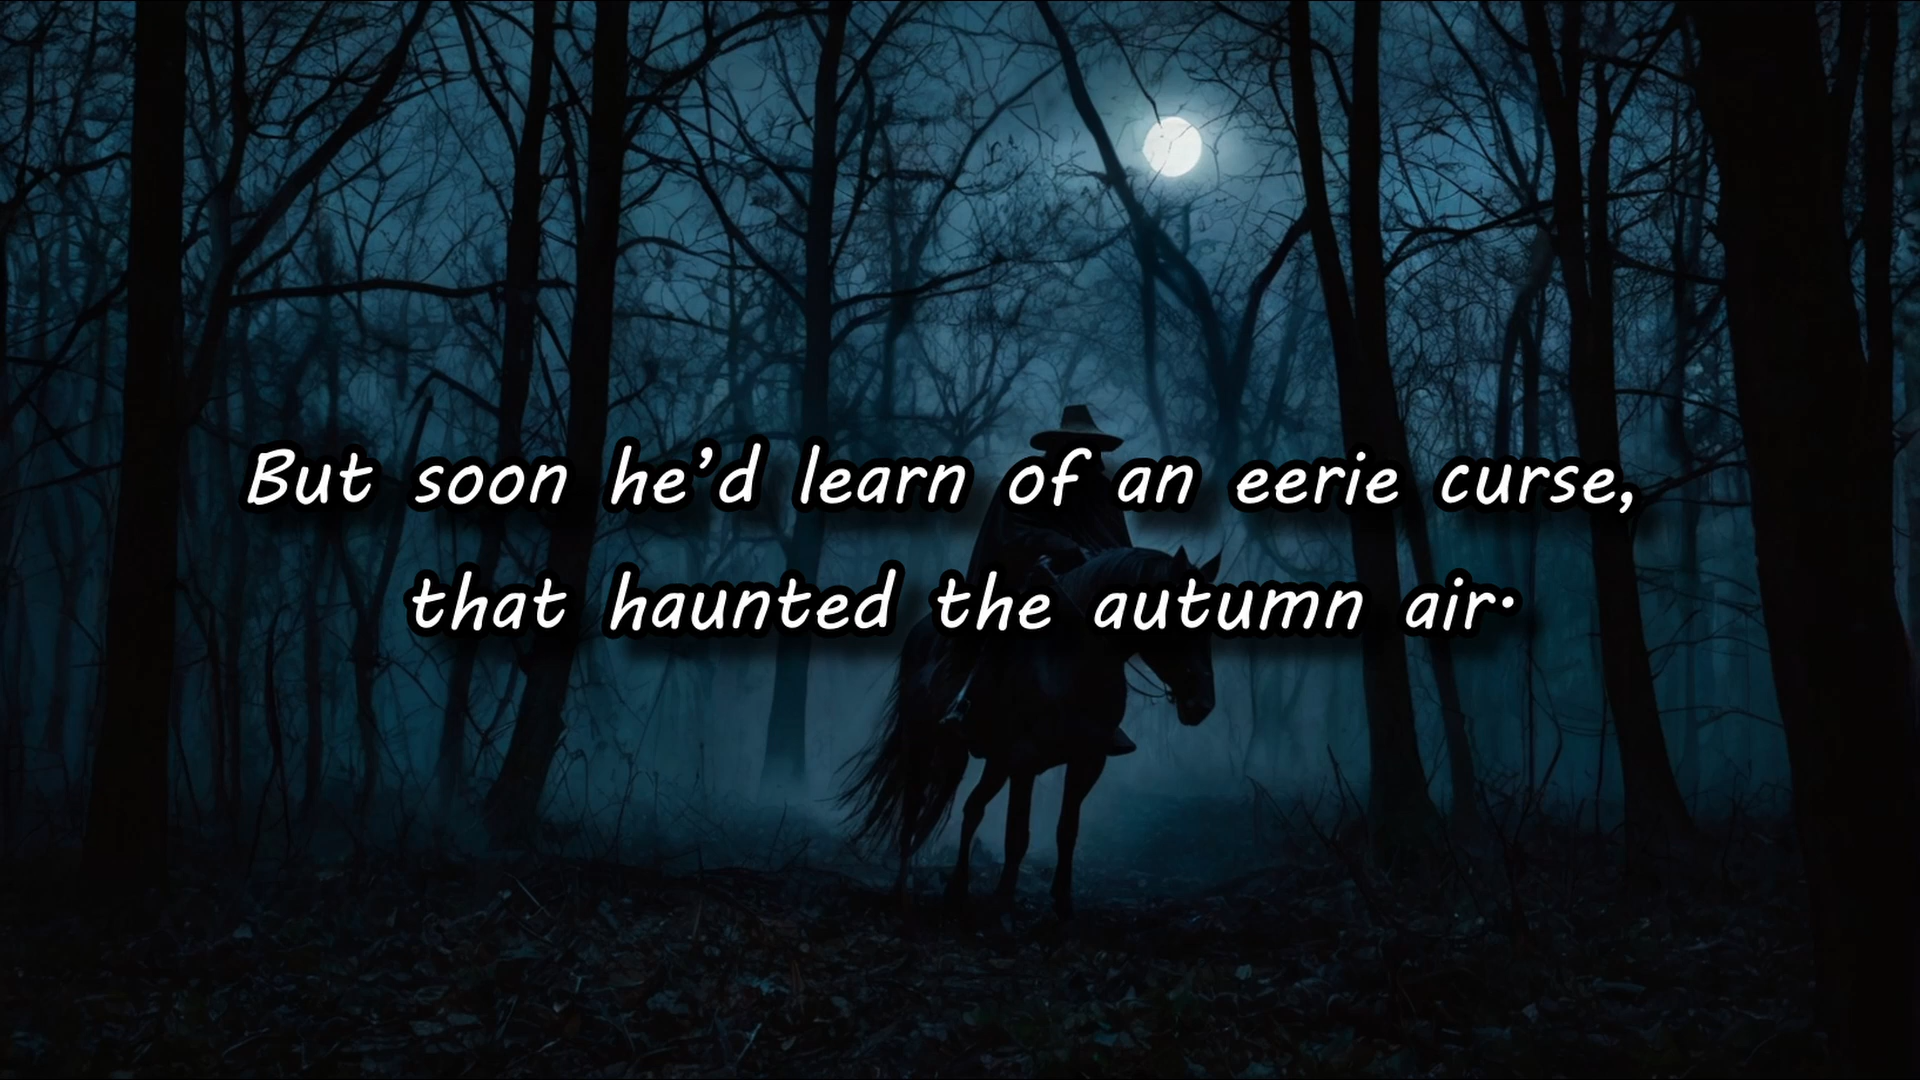 But soon he’d learn of an eerie curse,
that haunted the autumn air.